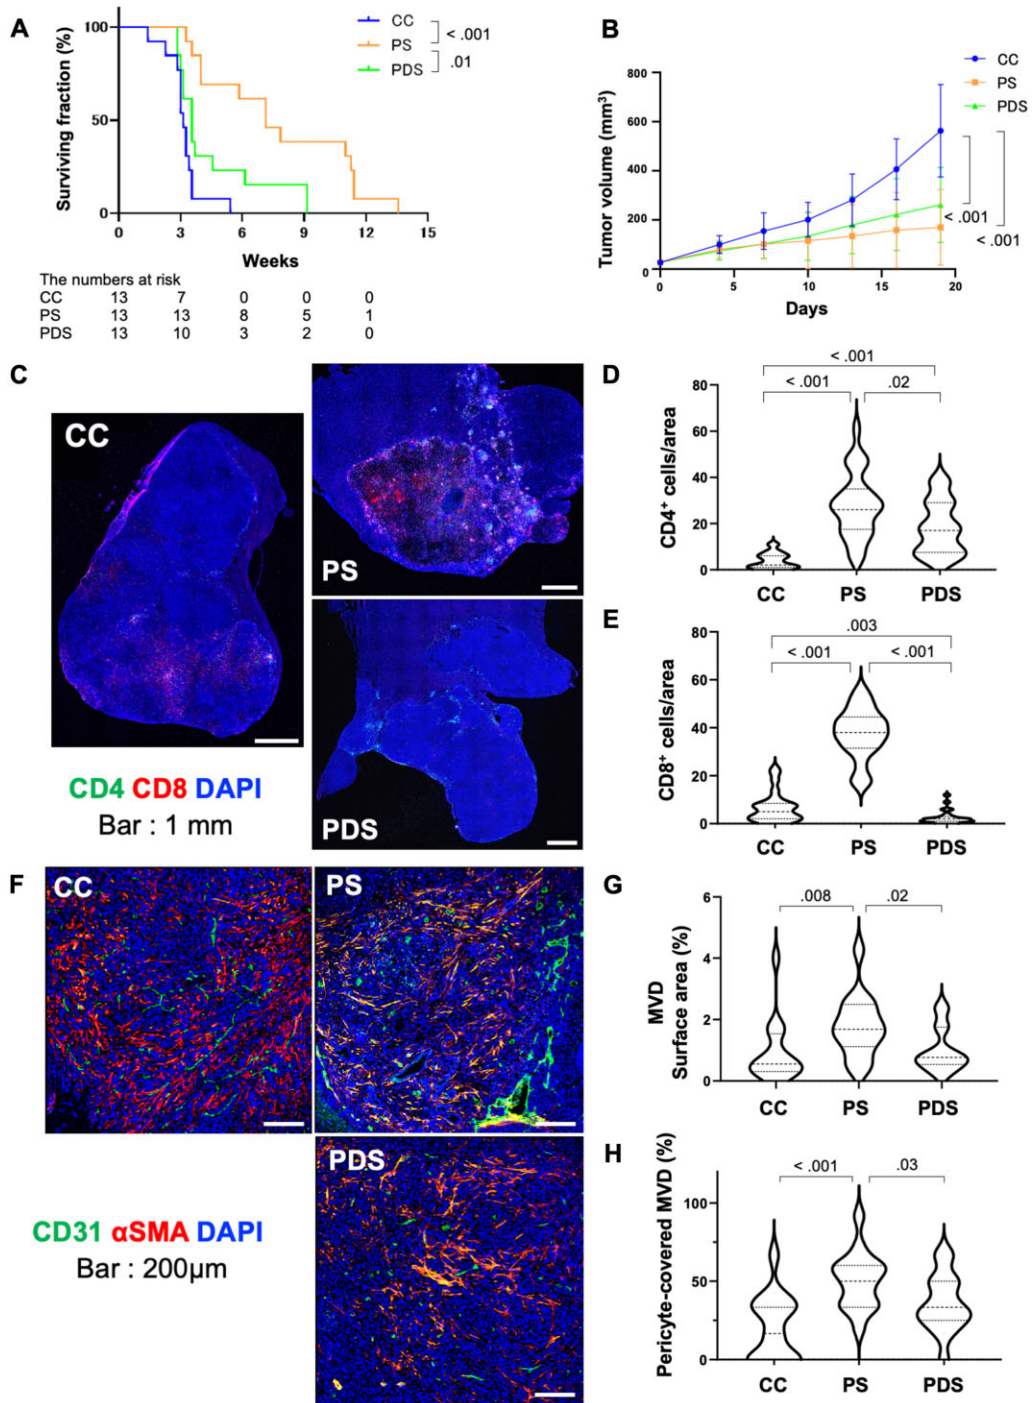 A
CC
PS
PDS
< .001
.01
Surviving fraction (%)
100
50
0
0 3 6 9 12 15
Weeks
The numbers at risk
CC 13 7 0 0 0
PS 13 13 8 5 1
PDS 13 10 3 2 0
B
CC
PS
PDS
Tumor volume (mm³)
800
600
400
200
0
0 5 10 15 20
Days
< .001
< .001
C
CC
PS
PDS
CD4 CD8 DAPI
Bar : 1 mm
D
< .001
< .001 .02
CD4⁺ cells/area
80
60
40
20
0
CC PS PDS
E
.003
< .001 < .001
CD8⁺ cells/area
80
60
40
20
0
CC PS PDS
F
CC
PS
PDS
CD31 αSMA DAPI
Bar : 200μm
G
.008 .02
MVD
Surface area (%)
6
4
2
0
CC PS PDS
H
< .001 .03
Pericyte-covered MVD (%)
100
50
0
CC PS PDS